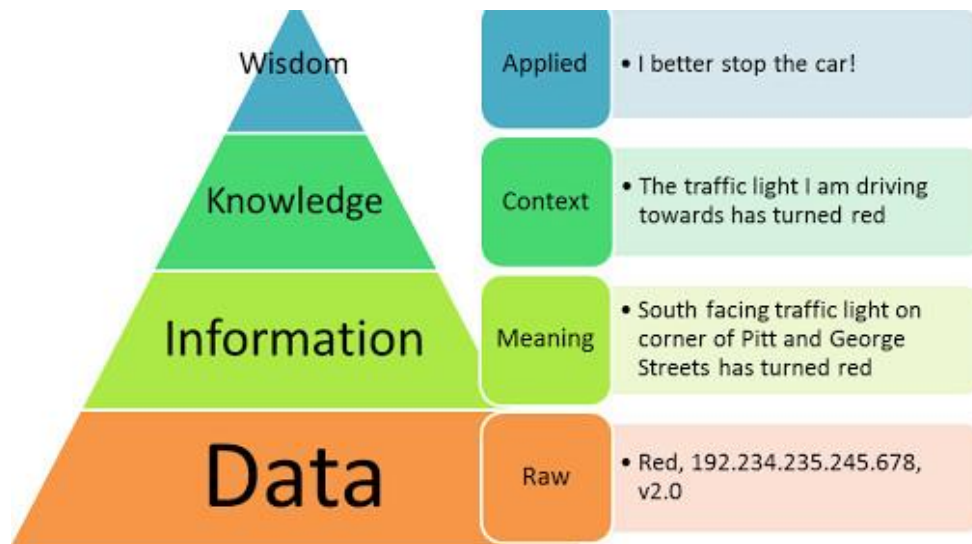 Wisdom
Applied
• I better stop the car!
Knowledge
Context
• The traffic light I am driving
towards has turned red
Information
Meaning
• South facing traffic light on
corner of Pitt and George
Streets has turned red
Data
Raw
• Red, 192.234.235.245.678,
v2.0